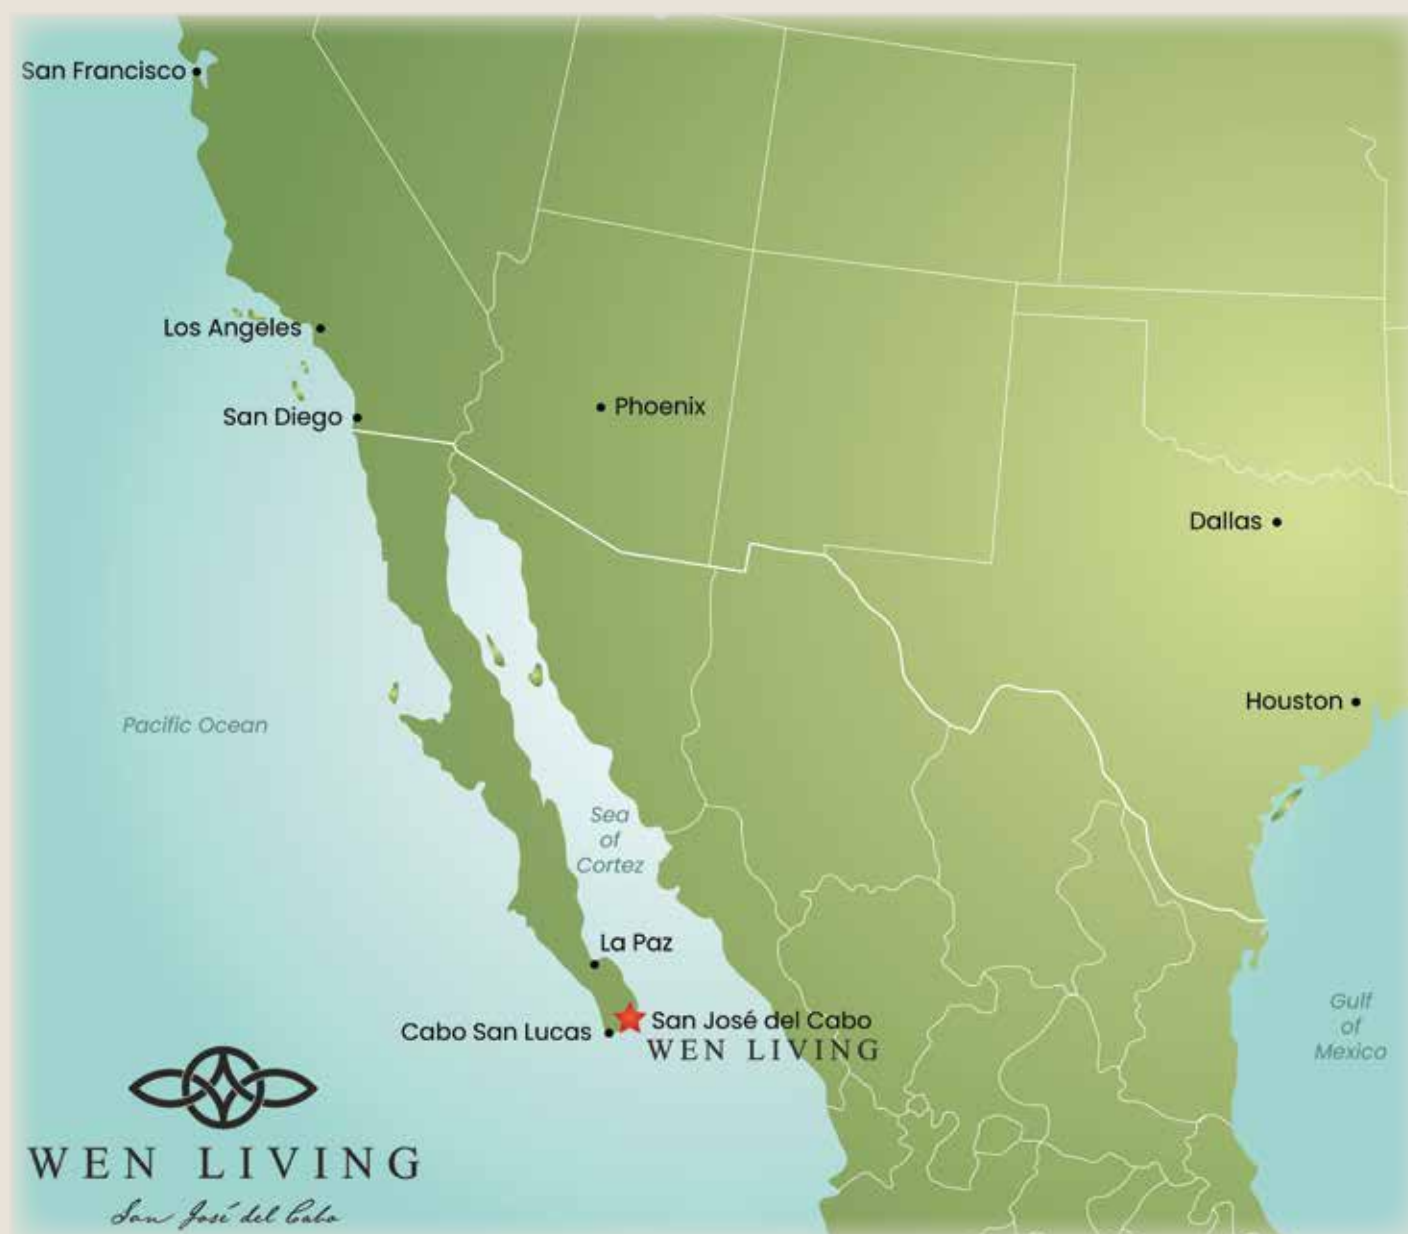 San Francisco
Los Angeles
San Diego
Phoenix
Dallas
Houston
Pacific Ocean
Sea
of
Cortez
La Paz
Cabo San Lucas
San José del Cabo
WEN LIVING
Gulf
of
Mexico
WEN LIVING
San José del Cabo